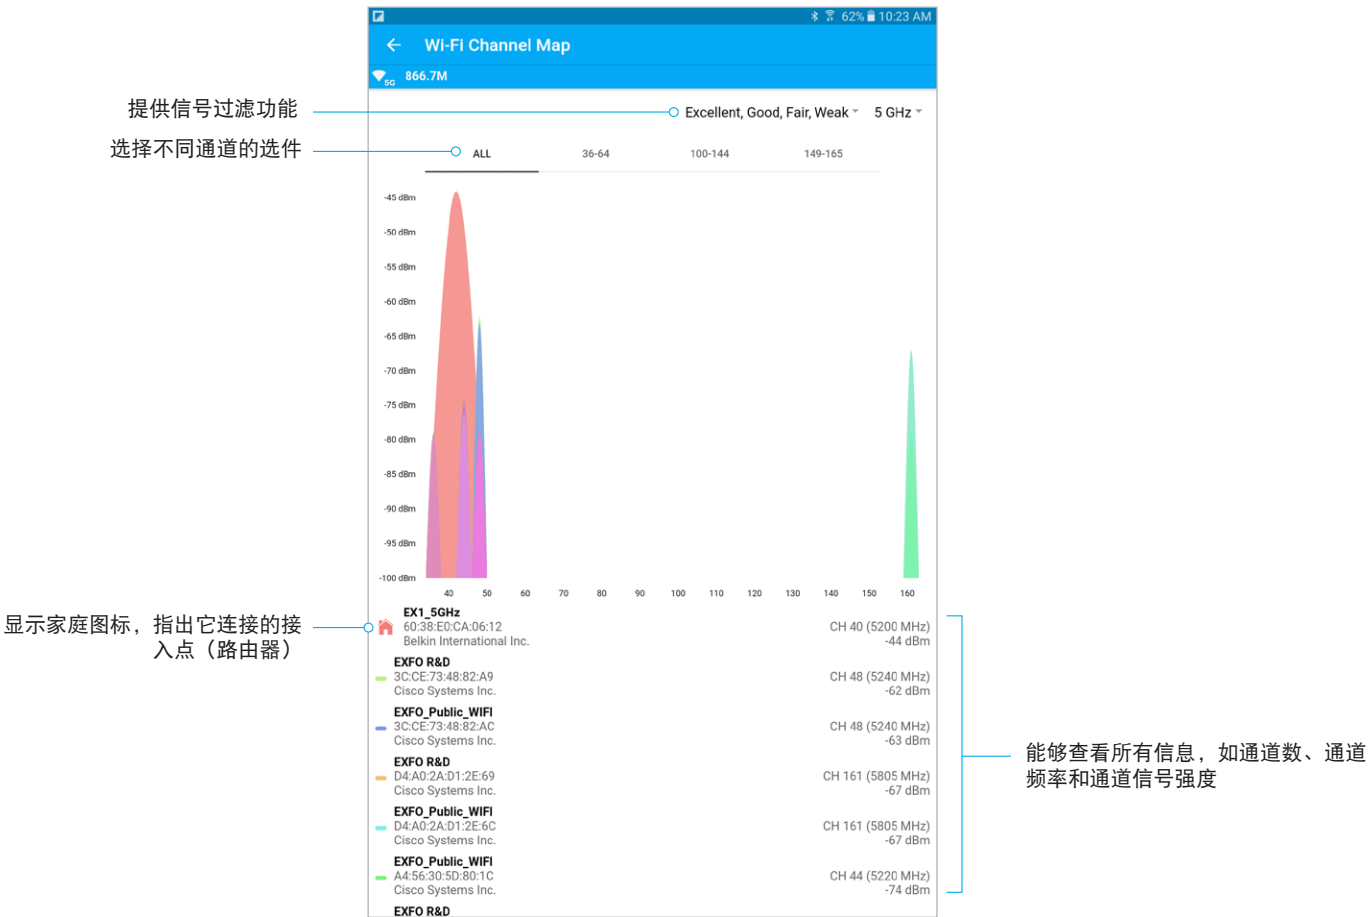 62% 10:23 AM
Wi-Fi Channel Map
5G 866.7M
提供信号过滤功能
Excellent, Good, Fair, Weak 5 GHz
选择不同通道的选件
ALL 36-64 100-144 149-165
-45 dBm
-50 dBm
-55 dBm
-60 dBm
-65 dBm
-70 dBm
-75 dBm
-80 dBm
-85 dBm
-90 dBm
-95 dBm
-100 dBm
40 50 60 70 80 90 100 110 120 130 140 150 160
显示家庭图标，指出它连接的接
入点（路由器）
EX1_5GHz
60:38:E0:CA:06:12 CH 40 (5200 MHz)
Belkin International Inc. -44 dBm
EXFO R&D
3C:CE:73:48:82:A9 CH 48 (5240 MHz)
Cisco Systems Inc. -62 dBm
EXFO_Public_WIFI
3C:CE:73:48:82:AC CH 48 (5240 MHz)
Cisco Systems Inc. -63 dBm
EXFO R&D
D4:A0:2A:D1:2E:69 CH 161 (5805 MHz)
Cisco Systems Inc. -67 dBm
EXFO_Public_WIFI
D4:A0:2A:D1:2E:6C CH 161 (5805 MHz)
Cisco Systems Inc. -67 dBm
EXFO_Public_WIFI
A4:56:30:5D:80:1C CH 44 (5220 MHz)
Cisco Systems Inc. -74 dBm
EXFO R&D
能够查看所有信息，如通道数、通道
频率和通道信号强度